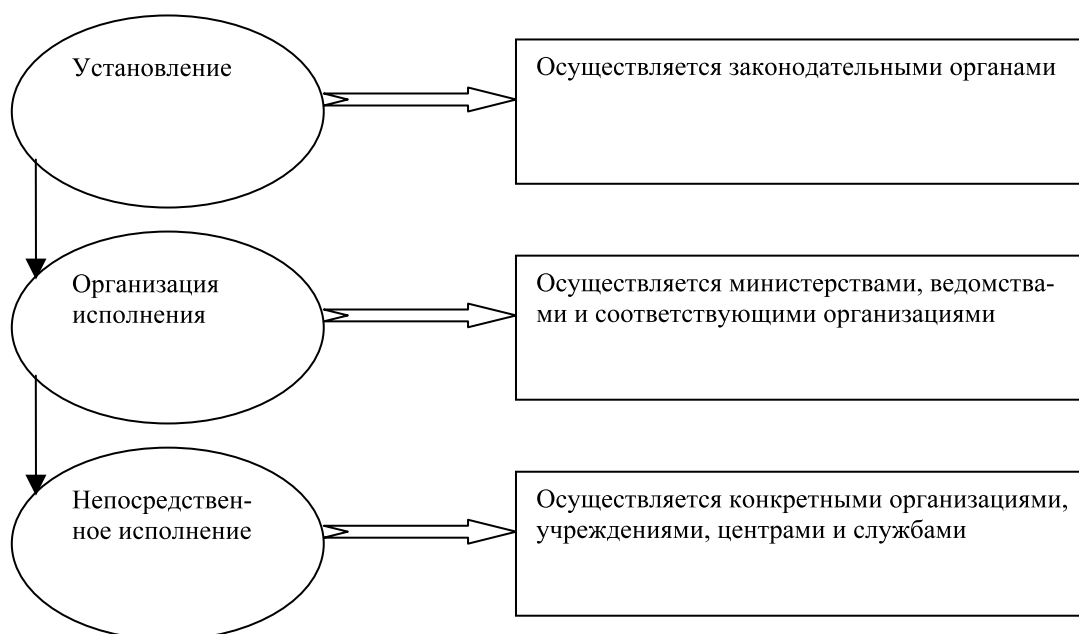 Установление
Осуществляется законодательными органами
Организация
исполнения
Осуществляется министерствами, ведомства-
ми и соответствующими организациями
Непосредствен-
ное исполнение
Осуществляется конкретными организациями,
учреждениями, центрами и службами